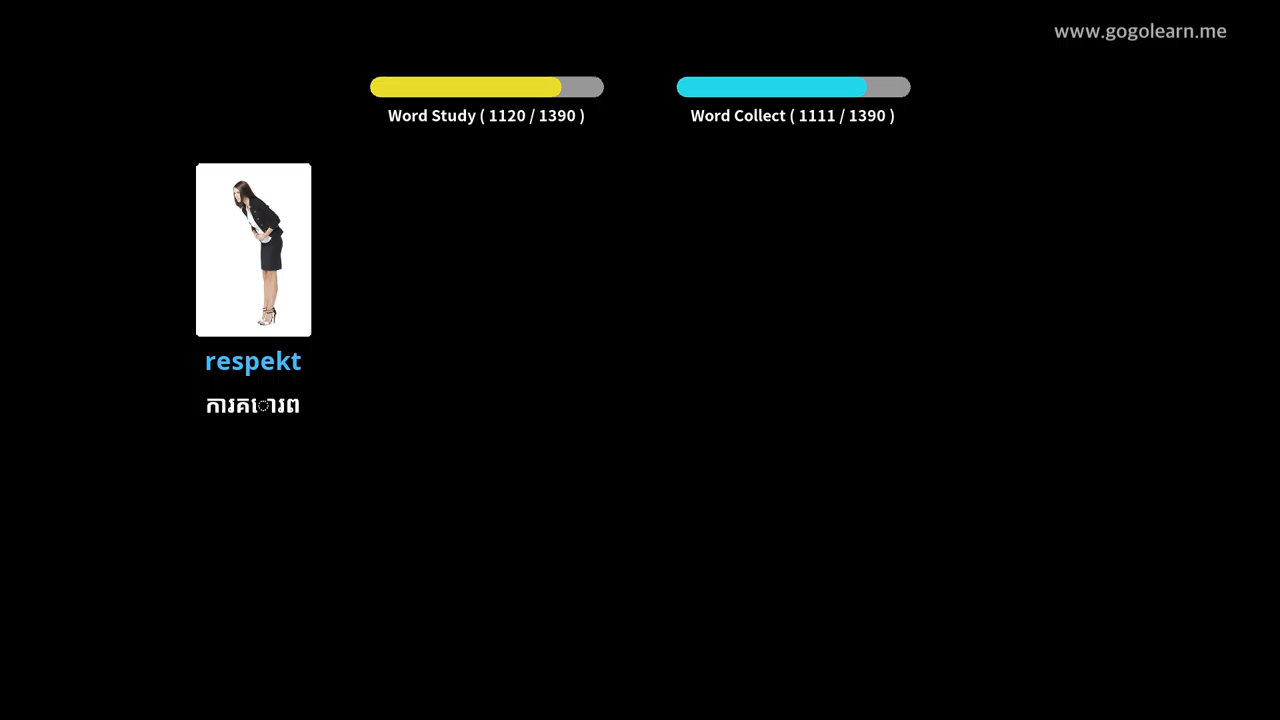 www.gogolearn.me
Word Study ( 1120 / 1390 )
Word Collect ( 1111 / 1390 )
respekt
ការគោរព